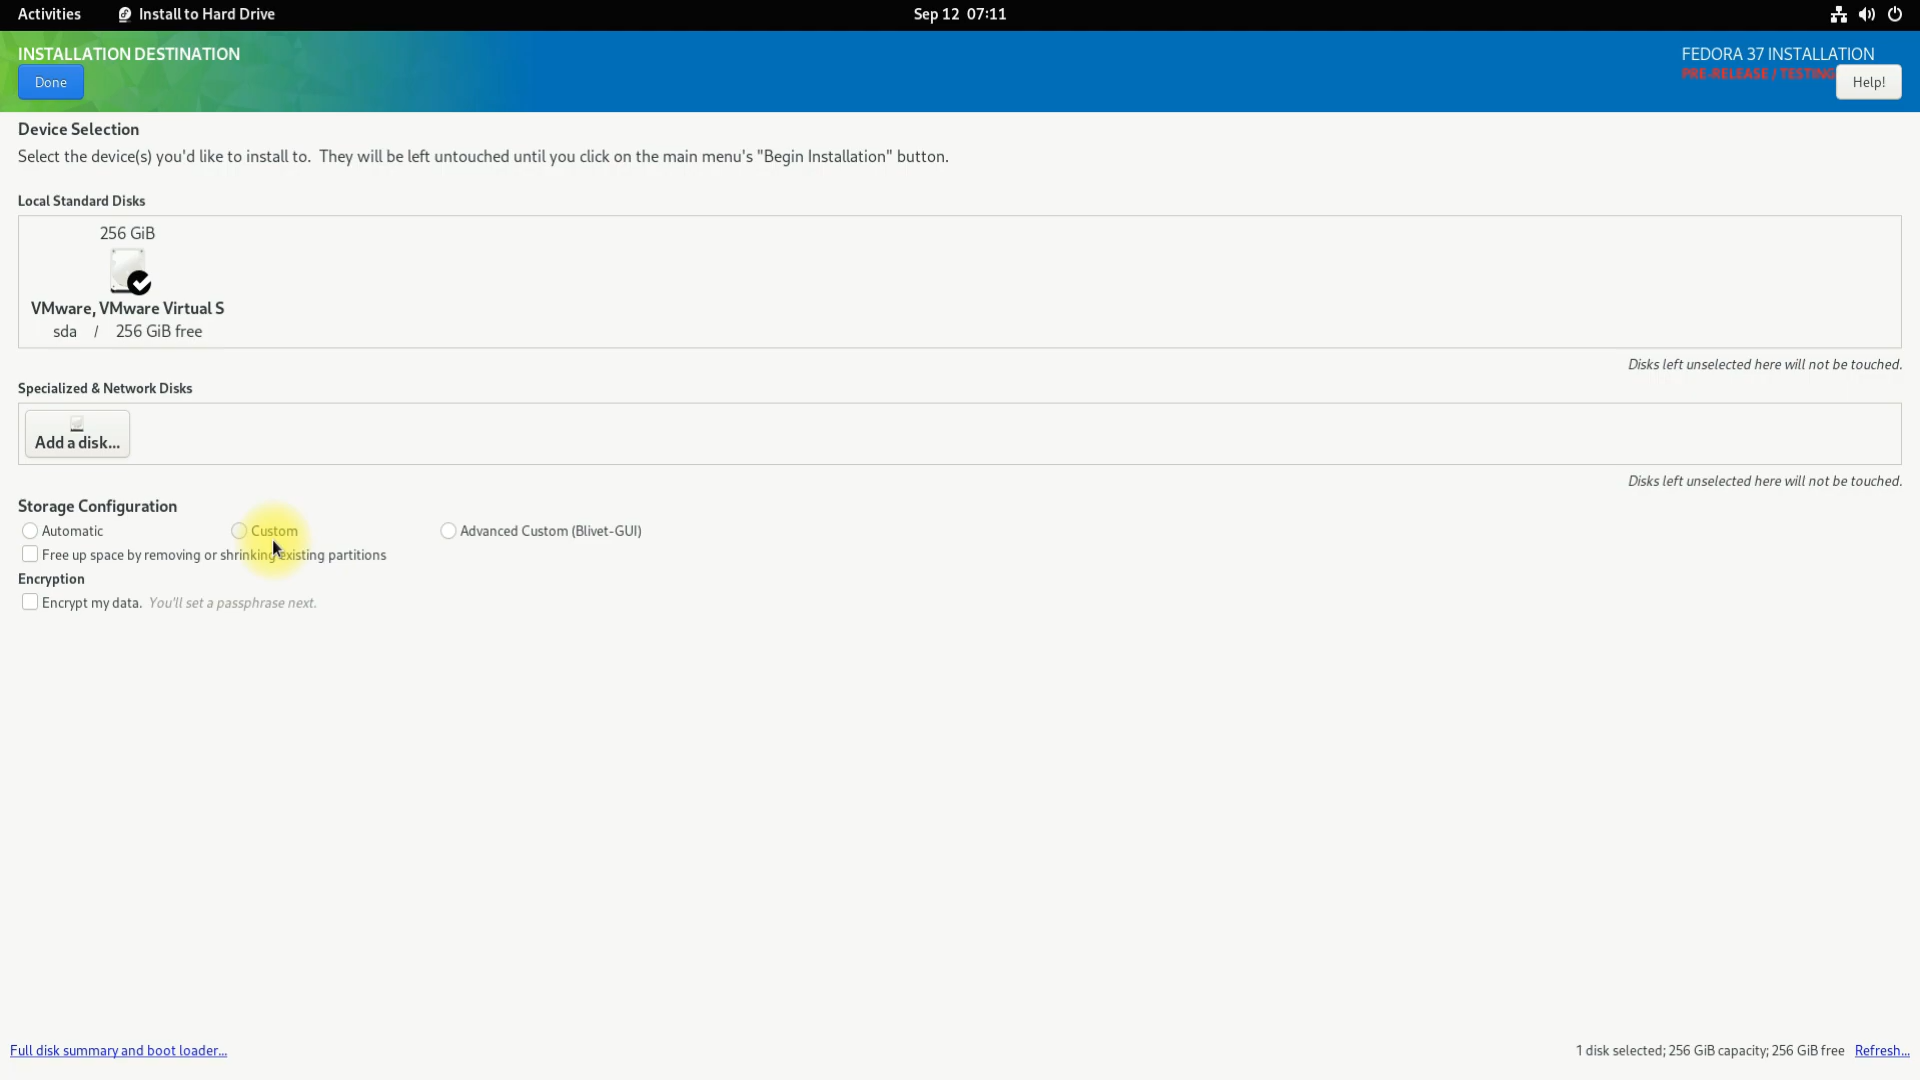 Activities Install to Hard Drive Sep 12 07:11
INSTALLATION DESTINATION FEDORA 37 INSTALLATION
PRE-RELEASE / TESTING
Done Help!
Device Selection
Select the device(s) you'd like to install to. They will be left untouched until you click on the main menu's "Begin Installation" button.
Local Standard Disks
256 GiB
VMware, VMware Virtual S
sda / 256 GiB free
Disks left unselected here will not be touched.
Specialized & Network Disks
Add a disk...
Disks left unselected here will not be touched.
Storage Configuration
Automatic Custom Advanced Custom (Blivet-GUI)
Free up space by removing or shrinking existing partitions
Encryption
Encrypt my data. You'll set a passphrase next.
Full disk summary and boot loader... 1 disk selected; 256 GiB capacity; 256 GiB free Refresh...